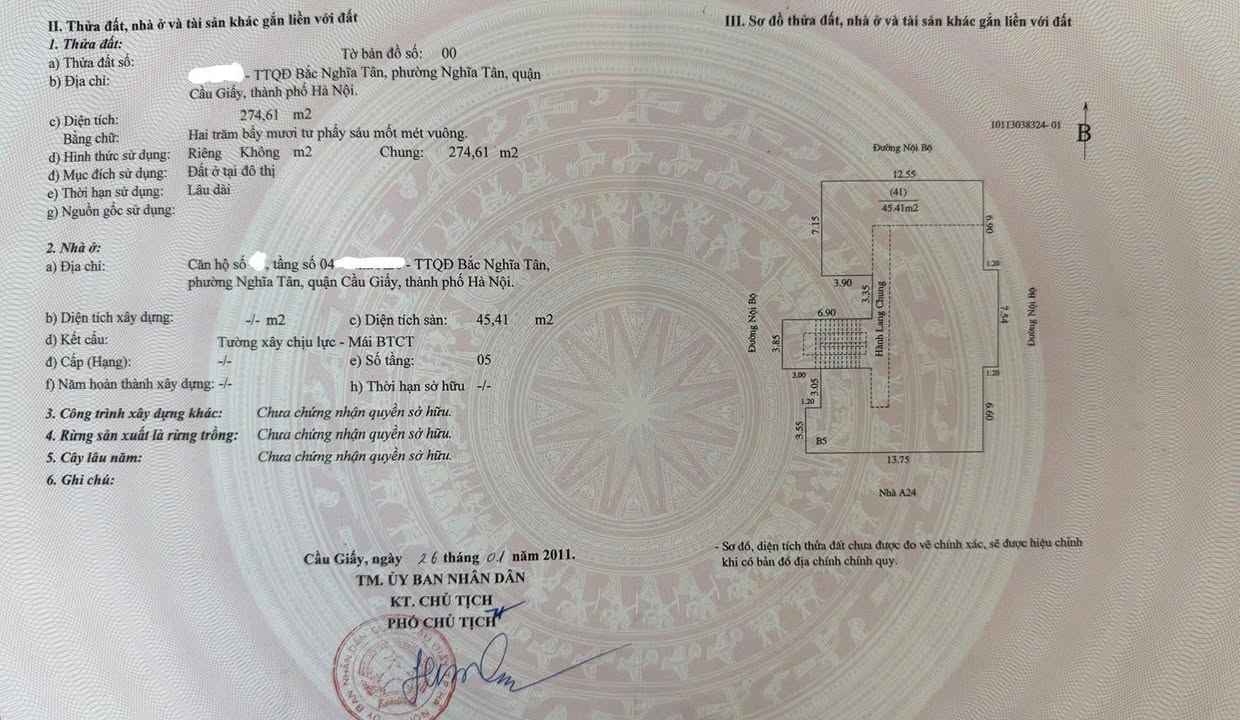 II. Thửa đất, nhà ở và tài sản khác gắn liền với đất
1. Thửa đất:
a) Thửa đất số: Tờ bản đồ số: 00
b) Địa chỉ: - TTQĐ Bắc Nghĩa Tân, phường Nghĩa Tân, quận
Cầu Giấy, thành phố Hà Nội.
c) Diện tích: 274,61 m2
Bằng chữ: Hai trăm bảy mươi tư phẩy sáu mốt mét vuông.
d) Hình thức sử dụng: Riêng Không m2 Chung: 274,61 m2
đ) Mục đích sử dụng: Đất ở tại đô thị
e) Thời hạn sử dụng: Lâu dài
g) Nguồn gốc sử dụng:
2. Nhà ở:
a) Địa chỉ: Căn hộ số , tầng số 04 - TTQĐ Bắc Nghĩa Tân,
phường Nghĩa Tân, quận Cầu Giấy, thành phố Hà Nội.
b) Diện tích xây dựng: -/- m2 c) Diện tích sàn: 45,41 m2
d) Kết cấu: Tường xây chịu lực - Mái BTCT
đ) Cấp (Hạng): -/- e) Số tầng: 05
f) Năm hoàn thành xây dựng: -/- h) Thời hạn sở hữu -/-
3. Công trình xây dựng khác: Chưa chứng nhận quyền sở hữu.
4. Rừng sản xuất là rừng trồng: Chưa chứng nhận quyền sở hữu.
5. Cây lâu năm: Chưa chứng nhận quyền sở hữu.
6. Ghi chú:
Cầu Giấy, ngày 26 tháng 01 năm 2011.
TM. ỦY BAN NHÂN DÂN
KT. CHỦ TỊCH
PHÓ CHỦ TỊCH
III. Sơ đồ thửa đất, nhà ở và tài sản khác gắn liền với đất
10113038324-01
B
Đường Nội Bộ
12.55
(41)
45.41m2
7.15
6.90
1.20
3.90
3.35
Hành Lang Chung
6.90
Đường Nội Bộ
3.85
7.54
Đường Nội Bộ
3.00
3.05
1.20
1.20
3.55
6.60
B5
13.75
Nhà A24
- Sơ đồ, diện tích thửa đất chưa được đo vẽ chính xác, sẽ được hiệu chỉnh
khi có bản đồ địa chính chính quy.